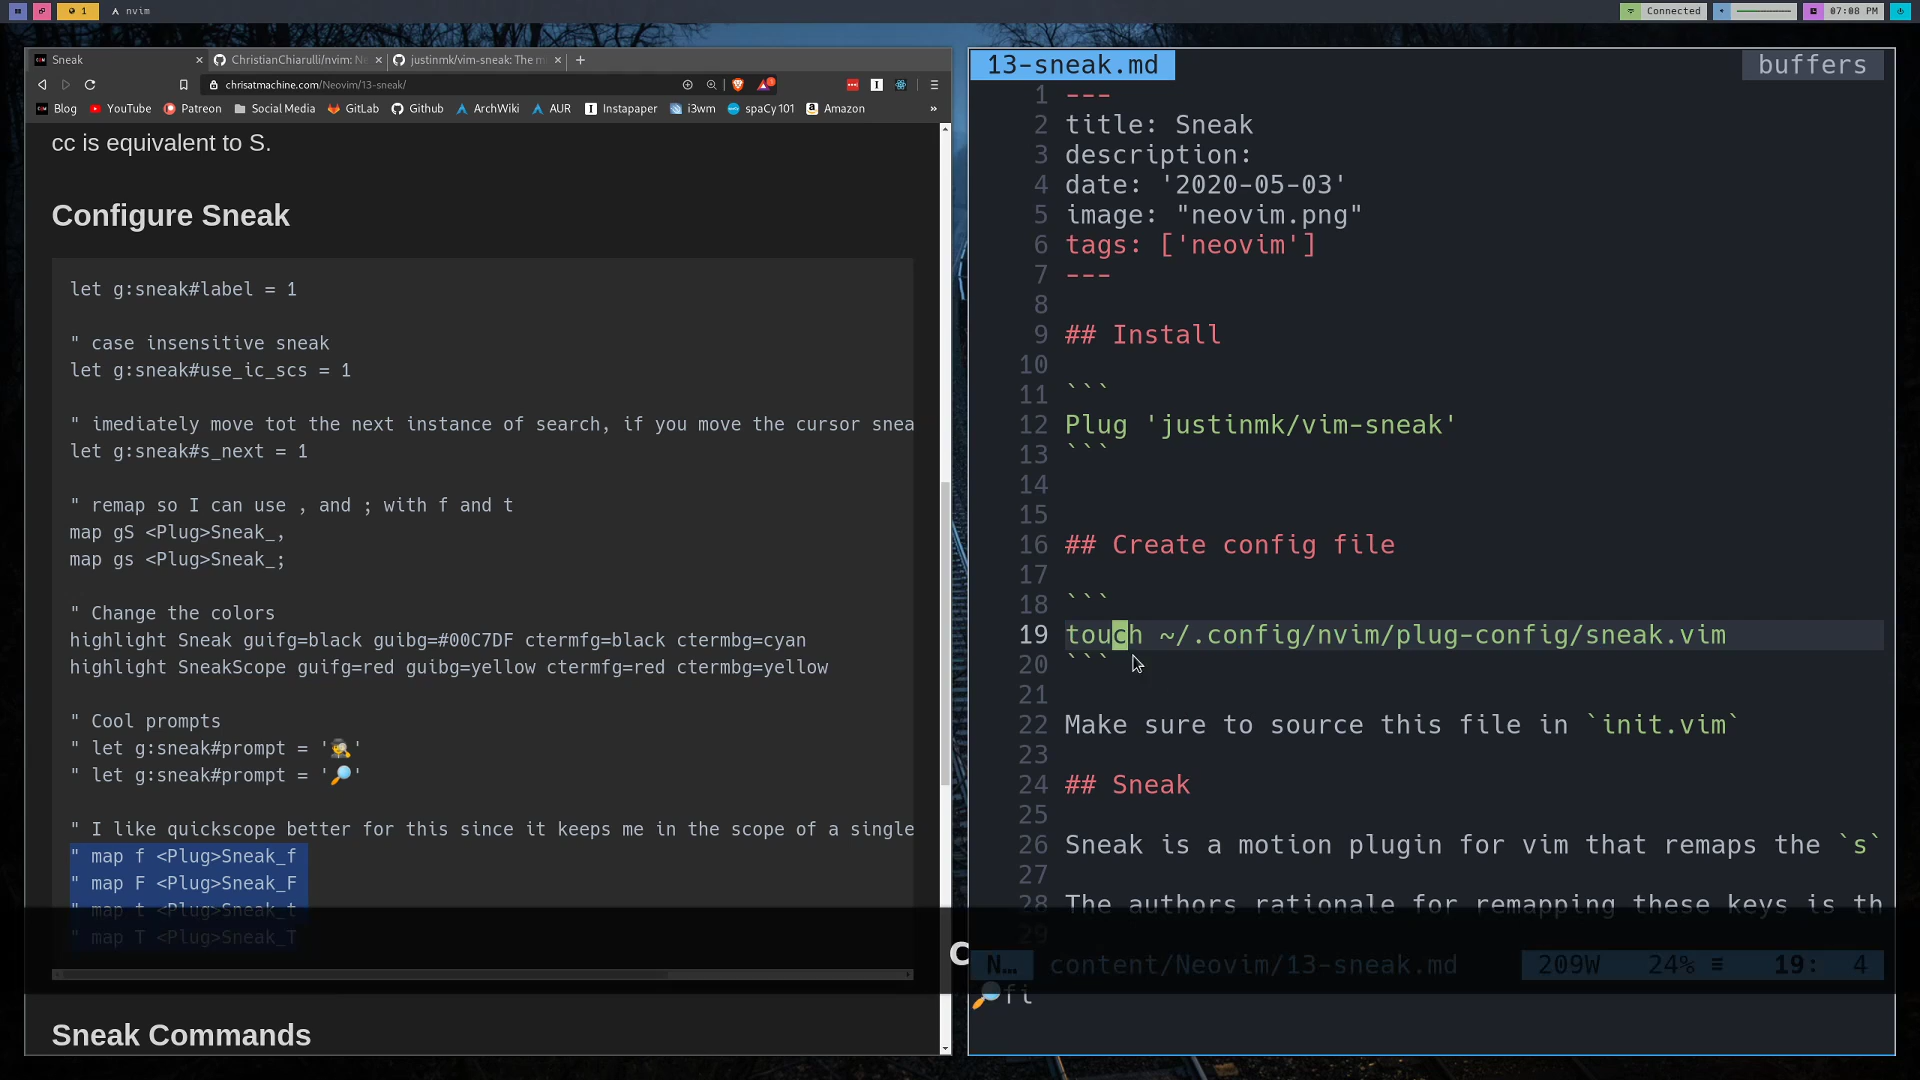 1
nvim
Connected
07:08 PM
Sneak
ChristianChiarulli/nvim: Ne
justinmk/vim-sneak: The m
chrisatmachine.com/Neovim/13-sneak/
Blog YouTube Patreon Social Media GitLab Github ArchWiki AUR Instapaper i3wm spaCy 101 Amazon »
cc is equivalent to S.
Configure Sneak
let g:sneak#label = 1
" case insensitive sneak
let g:sneak#use_ic_scs = 1
" imediately move tot the next instance of search, if you move the cursor snea
let g:sneak#s_next = 1
" remap so I can use , and ; with f and t
map gS <Plug>Sneak_,
map gs <Plug>Sneak_;
" Change the colors
highlight Sneak guifg=black guibg=#00C7DF ctermfg=black ctermbg=cyan
highlight SneakScope guifg=red guibg=yellow ctermfg=red ctermbg=yellow
" Cool prompts
" let g:sneak#prompt = '🕵'
" let g:sneak#prompt = '🔎'
" I like quickscope better for this since it keeps me in the scope of a single
" map f <Plug>Sneak_f
" map F <Plug>Sneak_F
" map t <Plug>Sneak_t
" map T <Plug>Sneak_T
Sneak Commands
13-sneak.md
buffers
1 ---
2 title: Sneak
3 description:
4 date: '2020-05-03'
5 image: "neovim.png"
6 tags: ['neovim']
7 ---
8
9 ## Install
10
11 ```
12 Plug 'justinmk/vim-sneak'
13 ```
14
15
16 ## Create config file
17
18 ```
19 touch ~/.config/nvim/plug-config/sneak.vim
20 ```
21
22 Make sure to source this file in `init.vim`
23
24 ## Sneak
25
26 Sneak is a motion plugin for vim that remaps the `s`
27
28 The authors rationale for remapping these keys is th
29
c
N… content/Neovim/13-sneak.md 209W 24% ≡ 19: 4
🔎fi